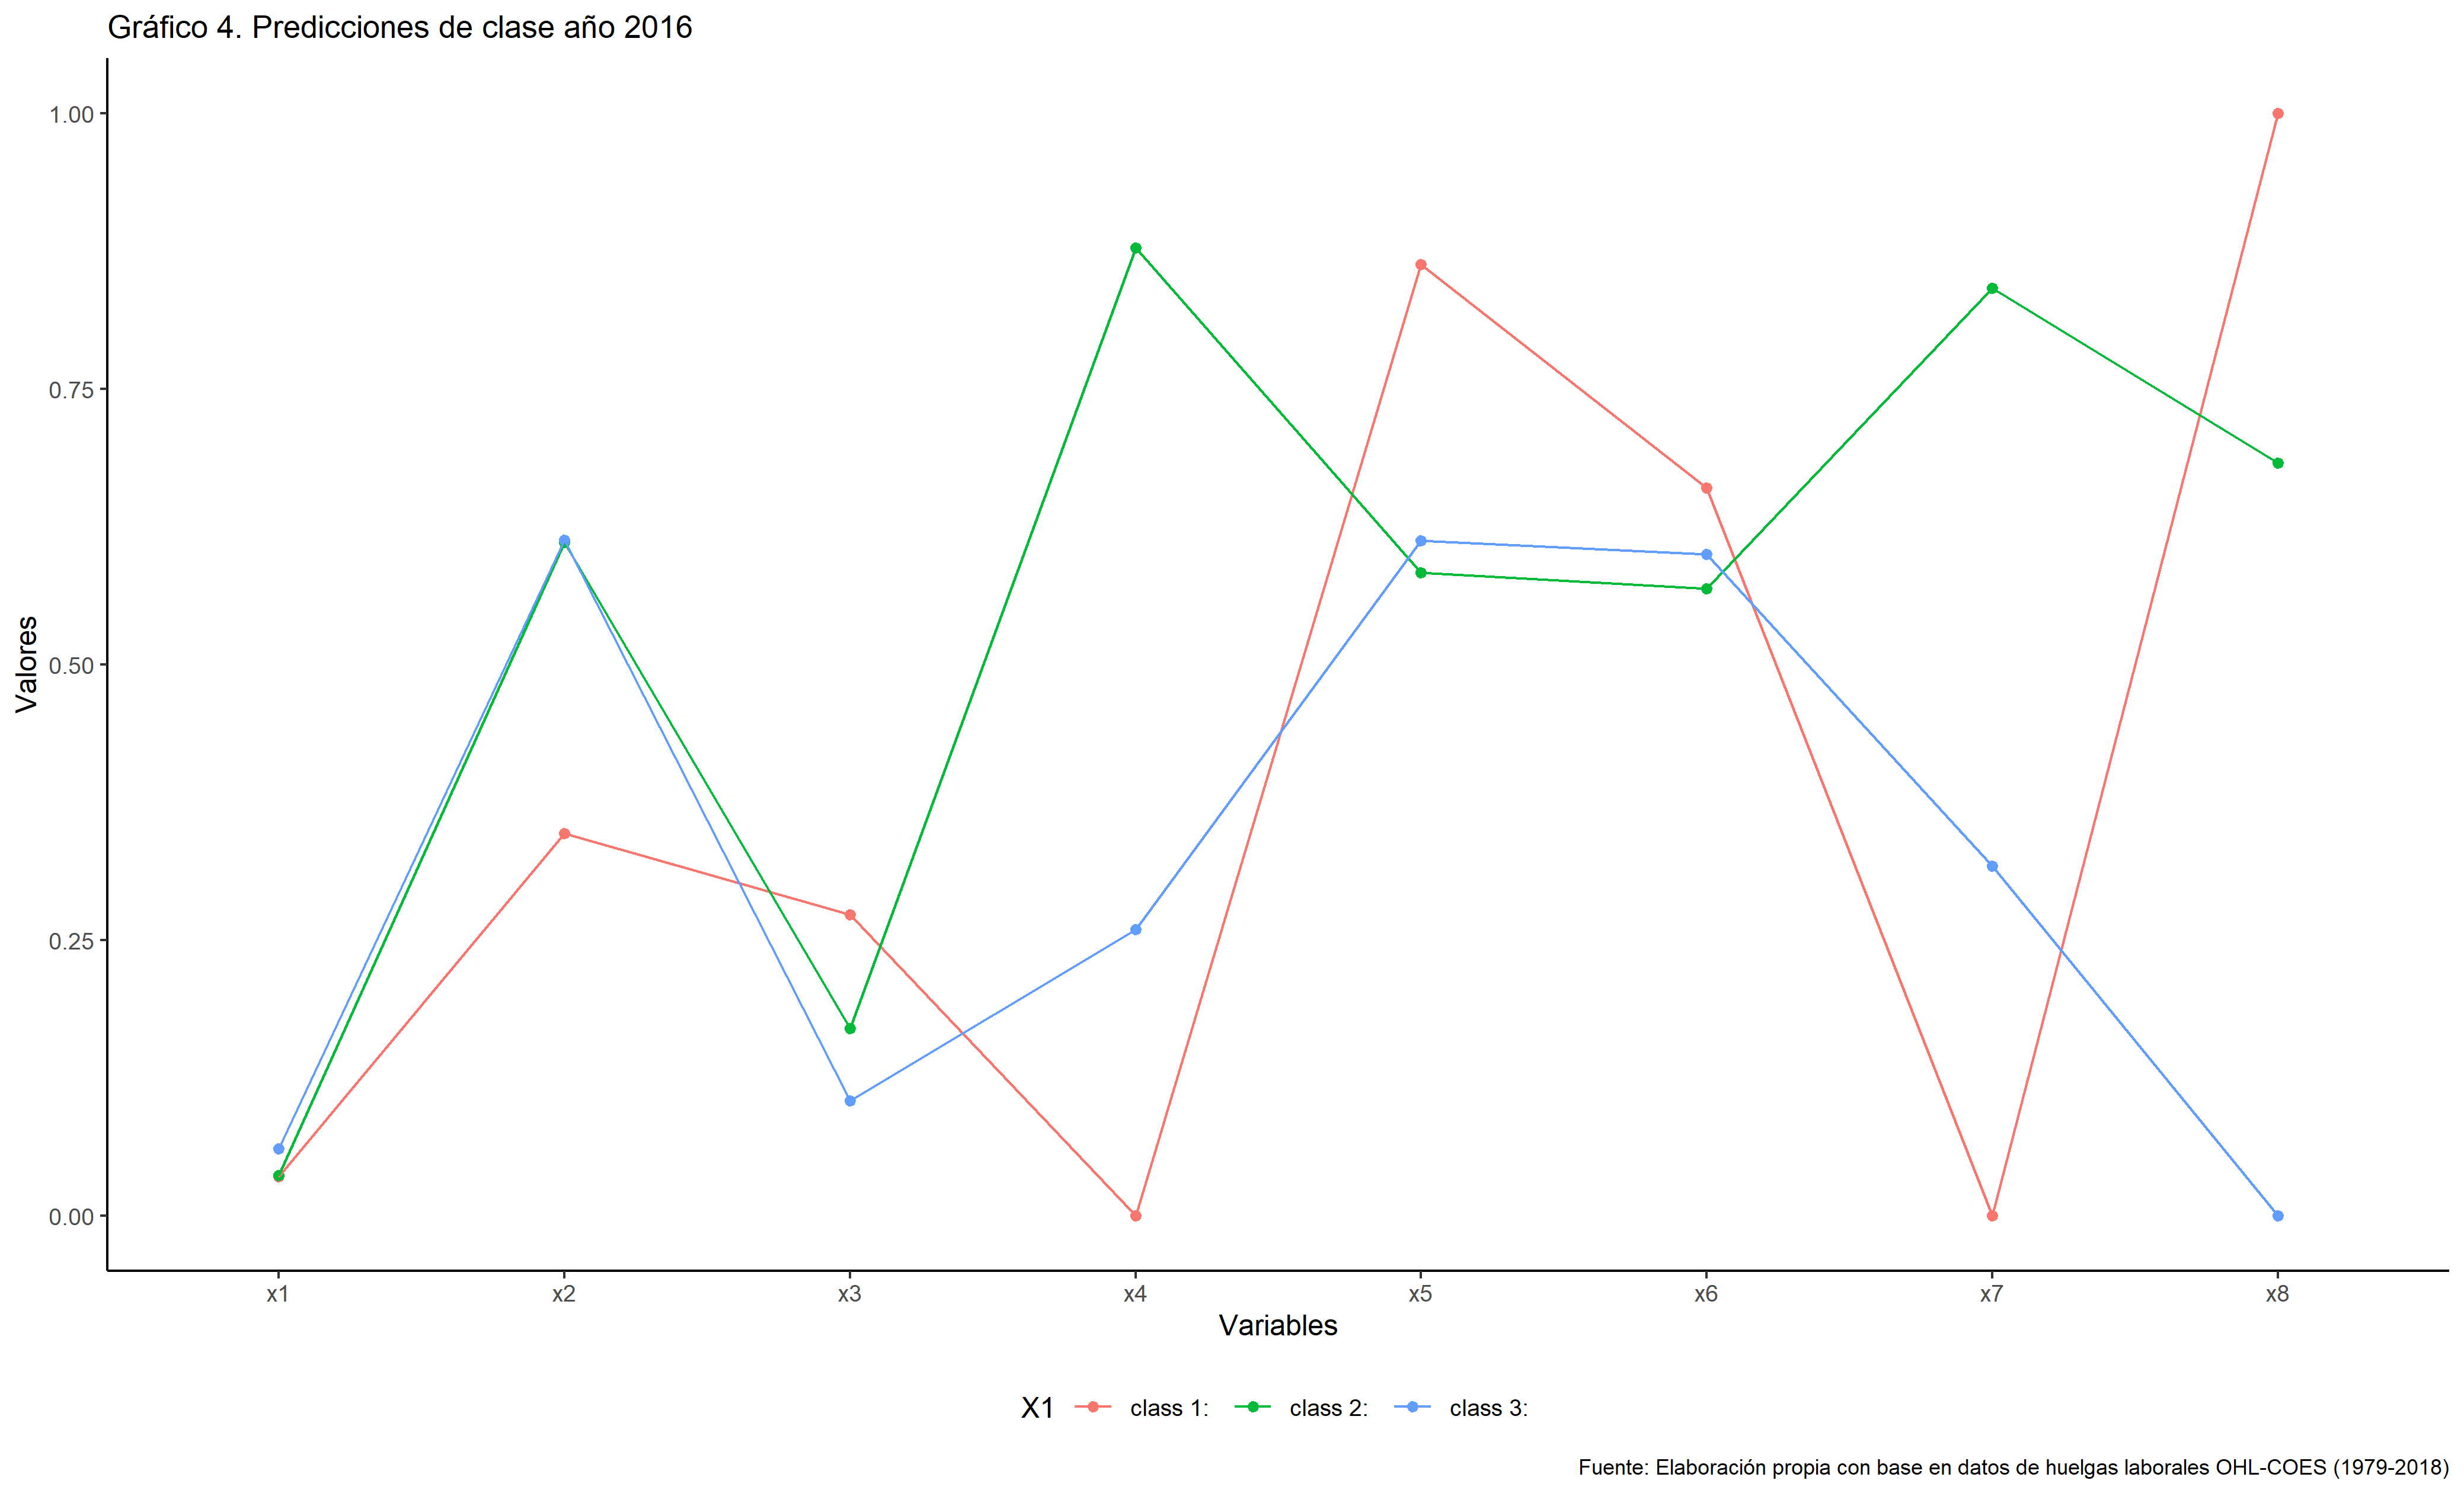 Gráfico 4. Predicciones de clase año 2016
1.00
0.75
0.50
0.25
0.00
Valores
x1 x2 x3 x4 x5 x6 x7 x8
Variables
X1 class 1: class 2: class 3:
Fuente: Elaboración propia con base en datos de huelgas laborales OHL-COES (1979-2018)